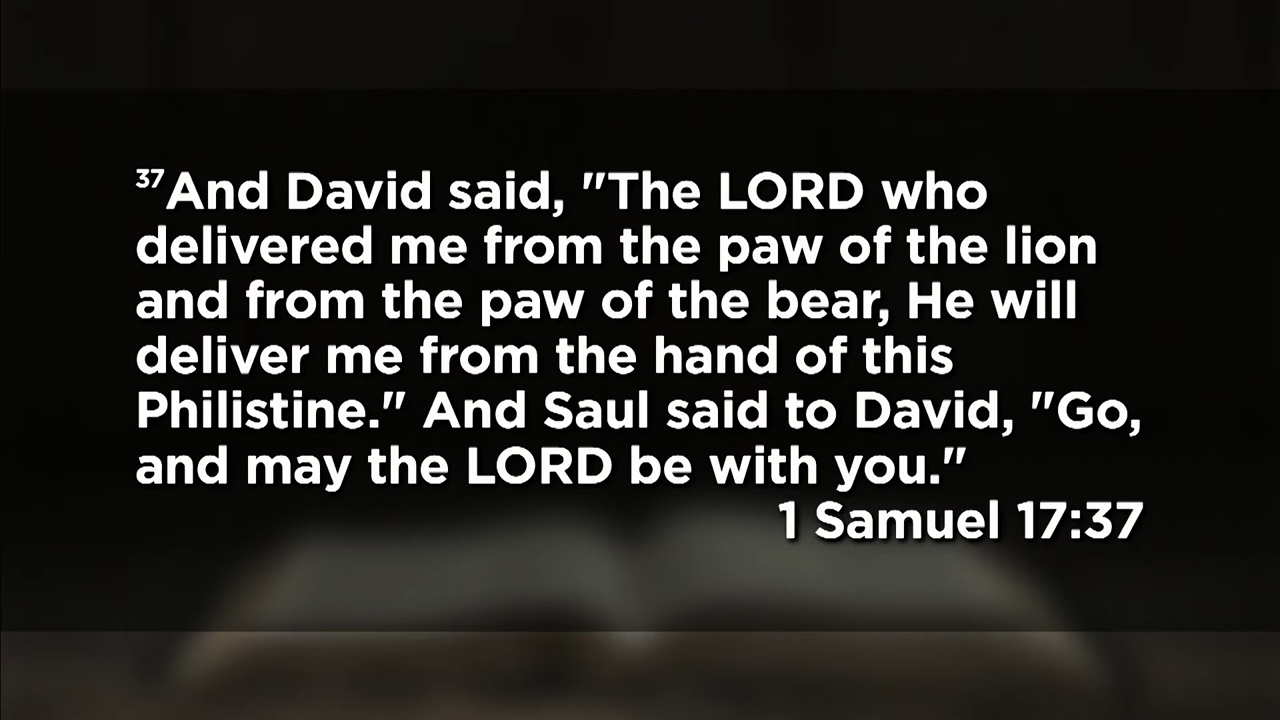 37And David said, "The LORD who
delivered me from the paw of the lion
and from the paw of the bear, He will
deliver me from the hand of this
Philistine." And Saul said to David, "Go,
and may the LORD be with you."
1 Samuel 17:37